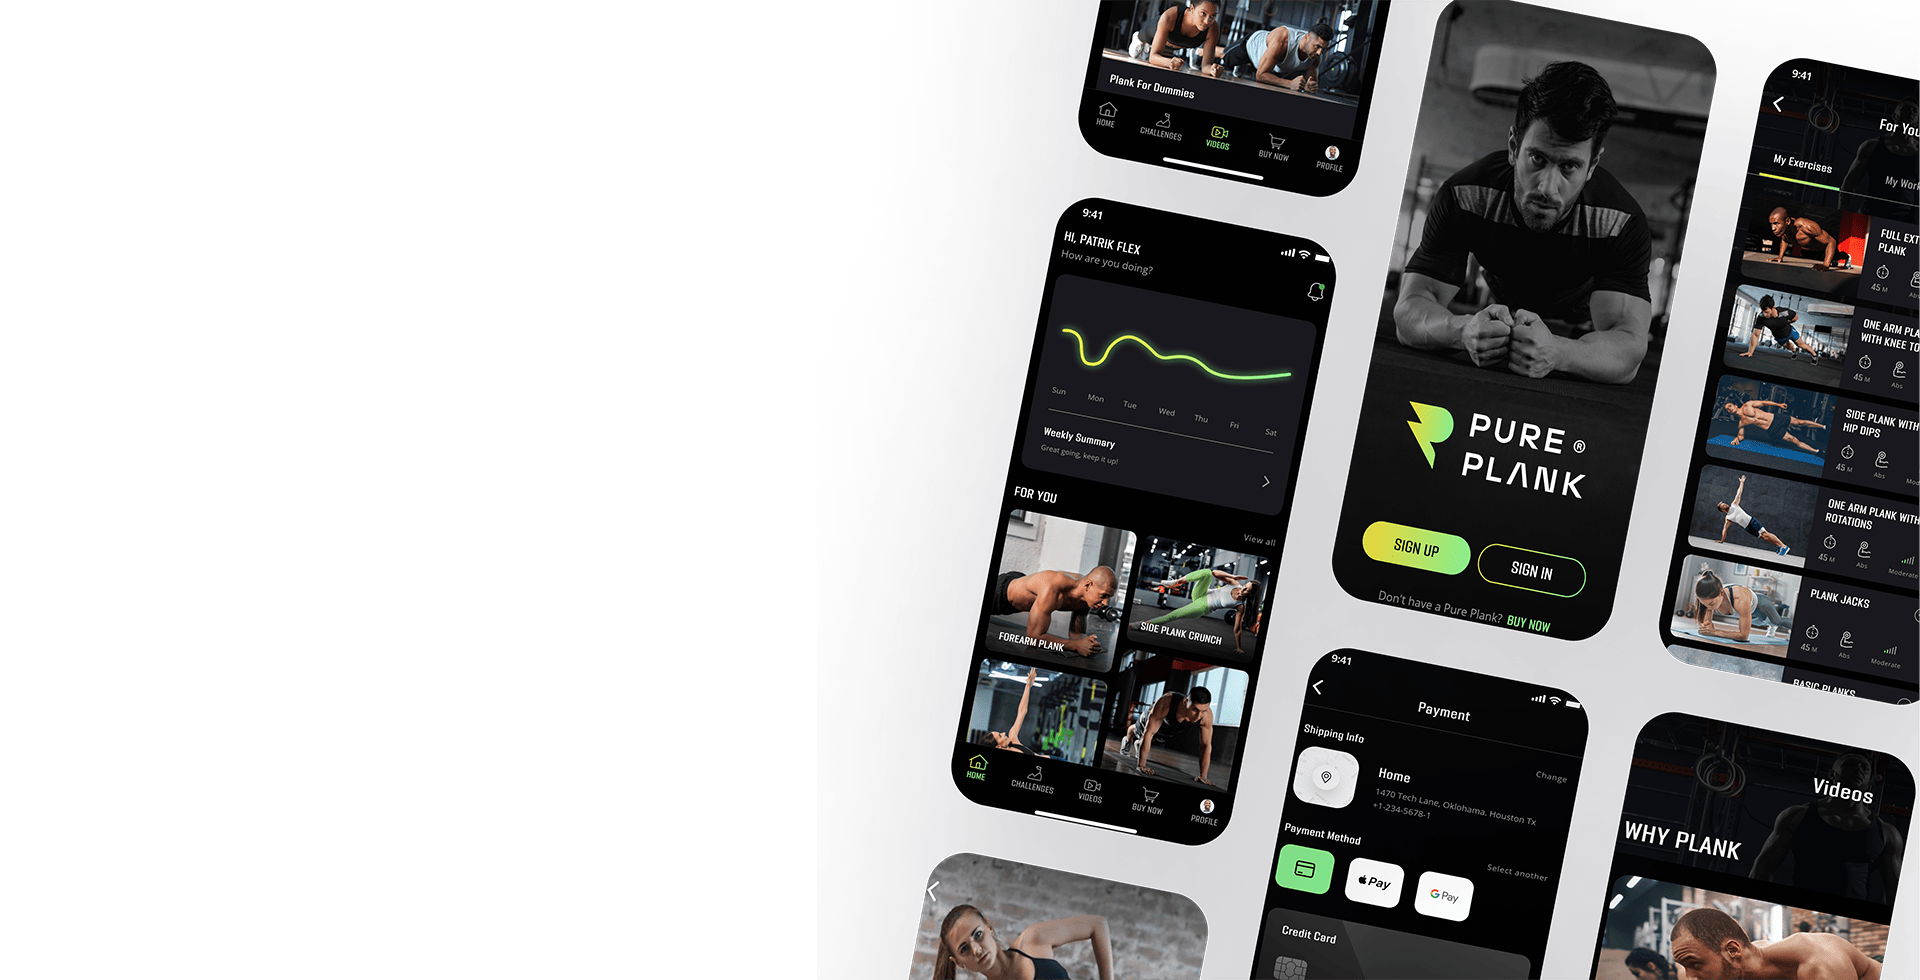 Plank For Dummies
HOME
CHALLENGES
VIDEOS
BUY NOW
PROFILE
9:41
HI, PATRIK FLEX
How are you doing?
Sun
Mon
Tue
Wed
Thu
Fri
Sat
Weekly Summary
Great going, keep it up!
FOR YOU
View all
FOREARM PLANK
SIDE PLANK CRUNCH
HOME
CHALLENGES
VIDEOS
BUY NOW
PROFILE
PURE ®
PLANK
SIGN UP
SIGN IN
Don't have a Pure Plank? BUY NOW
9:41
Payment
Shipping Info
Home
Change
1470 Tech Lane, Oklohama. Houston Tx
+1-234-5678-1
Payment Method
Select another
Pay
G Pay
Credit Card
9:41
For You
My Exercises
My Wor
FULL EXT
PLANK
45 M
Abs
ONE ARM PLA
WITH KNEE TO
45 M
Abs
SIDE PLANK WITH
HIP DIPS
45 M
Abs
Mod
ONE ARM PLANK WITH
ROTATIONS
45 M
Abs
Moderate
PLANK JACKS
45 M
Abs
Moderate
BASIC PLANKS
Videos
WHY PLANK